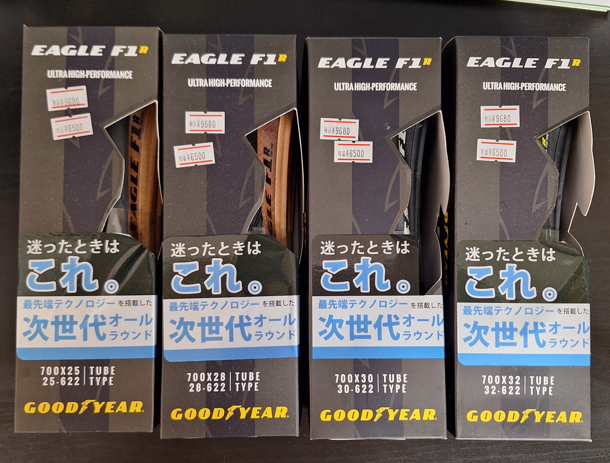 EAGLE F1R
ULTRA HIGH-PERFORMANCE
¥9680
¥6500
EAGLE F1R
迷ったときは
これ。
最先端テクノロジーを搭載した
次世代オール
ラウンド
700X25 | TUBE
25-622 | TYPE
GOODYEAR
EAGLE F1R
ULTRA HIGH-PERFORMANCE
¥9680
¥6500
EAGLE F1R
迷ったときは
これ。
最先端テクノロジーを搭載した
次世代オール
ラウンド
700X28 | TUBE
28-622 | TYPE
GOODYEAR
EAGLE F1R
ULTRA HIGH-PERFORMANCE
¥9680
¥6500
迷ったときは
これ。
最先端テクノロジーを搭載した
次世代オール
ラウンド
700X30 | TUBE
30-622 | TYPE
GOODYEAR
EAGLE F1R
ULTRA HIGH-PERFORMANCE
¥9680
¥6500
迷ったときは
これ。
最先端テクノロジーを搭載した
次世代オール
ラウンド
700X32 | TUBE
32-622 | TYPE
GOODYEAR